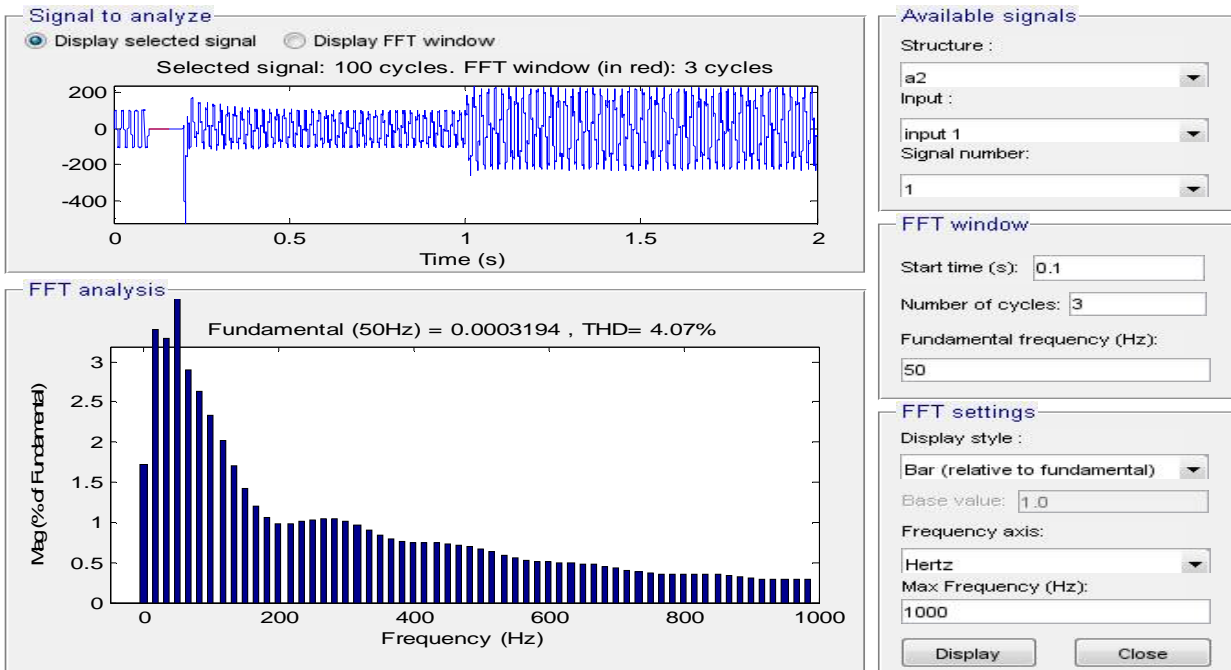 Signal to analyze
Display selected signal
Display FFT window
Selected signal: 100 cycles. FFT window (in red): 3 cycles
200
0
-200
-400
0
0.5
1
1.5
2
Time (s)
FFT analysis
Fundamental (50Hz) = 0.0003194 , THD= 4.07%
3
2.5
2
1.5
1
0.5
0
Mag (% of Fundamental)
0
200
400
600
800
1000
Frequency (Hz)
Available signals
Structure :
a2
Input :
input 1
Signal number:
1
FFT window
Start time (s): 0.1
Number of cycles: 3
Fundamental frequency (Hz):
50
FFT settings
Display style :
Bar (relative to fundamental)
Base value: 1.0
Frequency axis:
Hertz
Max Frequency (Hz):
1000
Display
Close